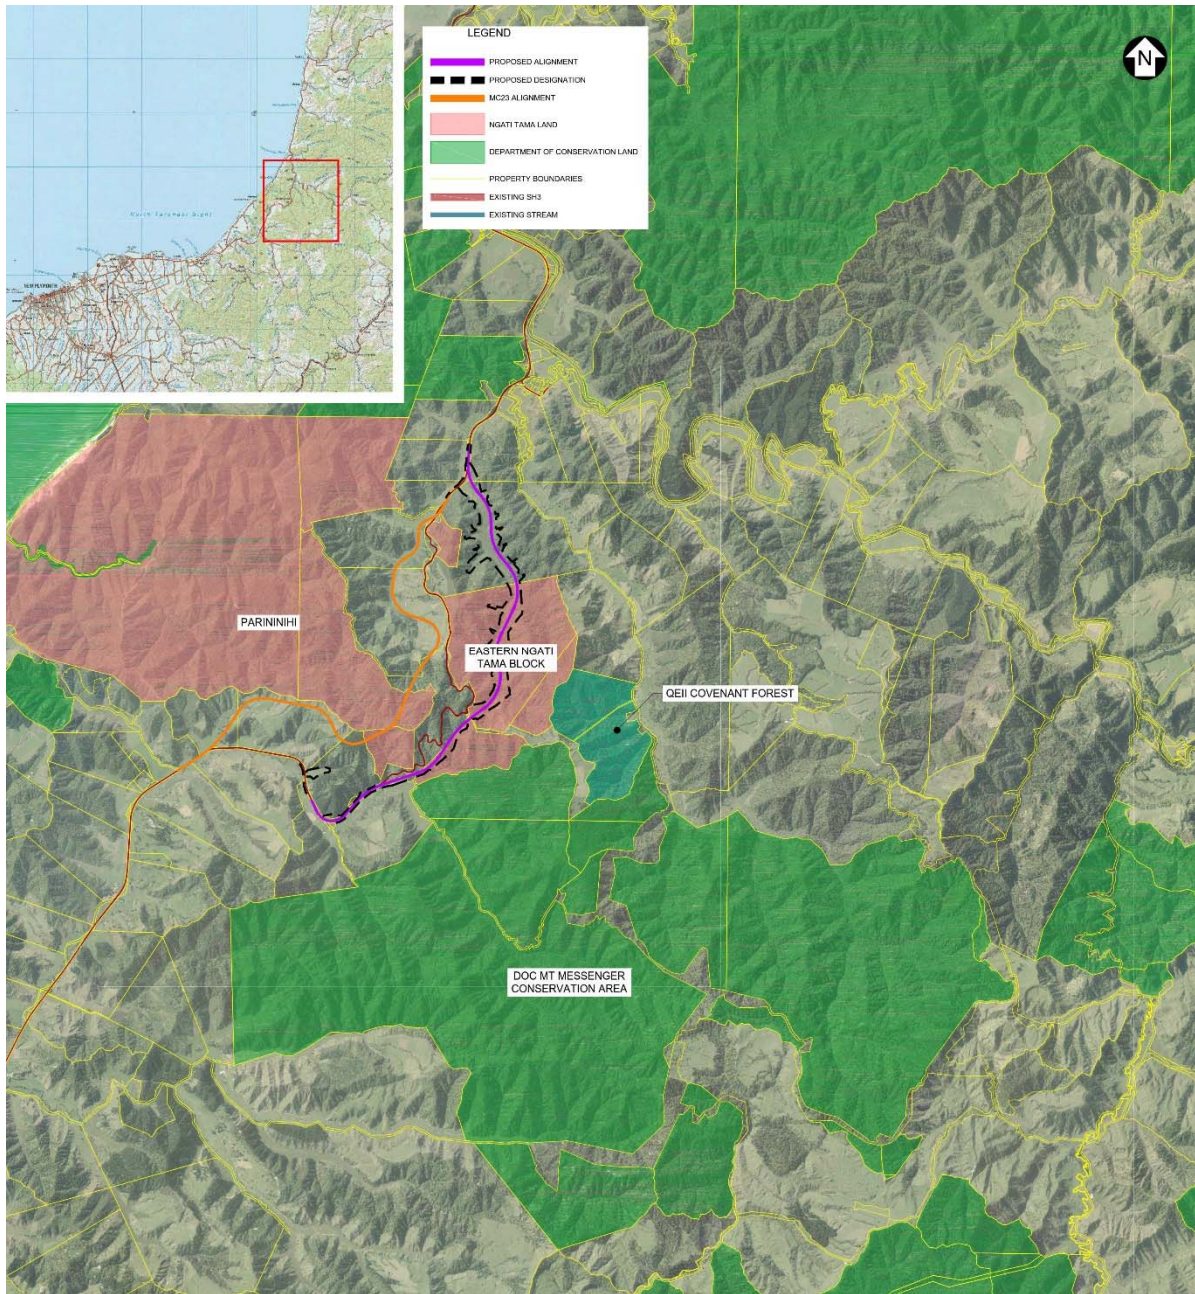 LEGEND
PROPOSED ALIGNMENT
PROPOSED DESIGNATION
MC23 ALIGNMENT
NGATI TAMA LAND
DEPARTMENT OF CONSERVATION LAND
PROPERTY BOUNDARIES
EXISTING SH3
EXISTING STREAM
N
North Taranaki Bight
NEW PLYMOUTH
PARININIHI
EASTERN NGATI
TAMA BLOCK
QEII COVENANT FOREST
DOC MT MESSENGER
CONSERVATION AREA